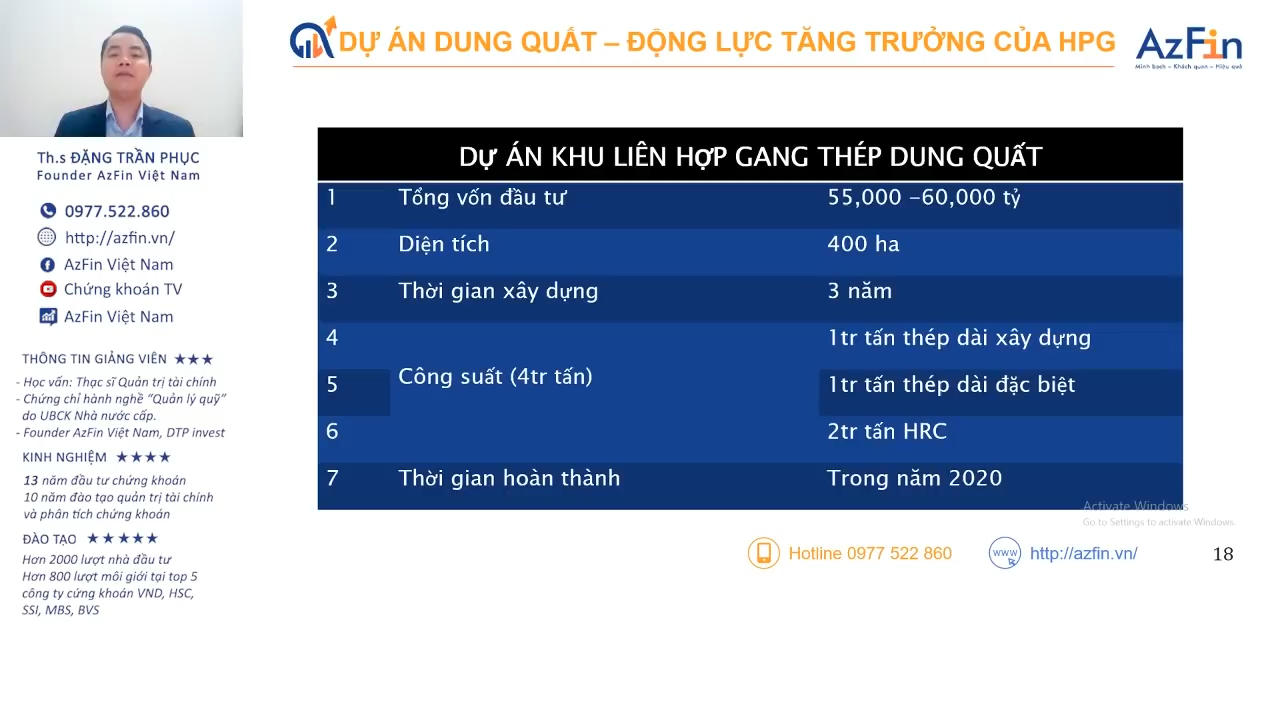 DỰ ÁN DUNG QUẤT – ĐỘNG LỰC TĂNG TRƯỞNG CỦA HPG
AzFin
Minh bạch – Khách quan – Hiệu quả
Th.s ĐẶNG TRẦN PHỤC
Founder AzFin Việt Nam
0977.522.860
http://azfin.vn/
AzFin Việt Nam
Chứng khoán TV
AzFin Việt Nam
THÔNG TIN GIẢNG VIÊN ★★★
- Học vấn: Thạc sĩ Quản trị tài chính
- Chứng chỉ hành nghề “Quản lý quỹ”
do UBCK Nhà nước cấp.
- Founder AzFin Việt Nam, DTP invest
KINH NGHIỆM ★★★★
13 năm đầu tư chứng khoán
10 năm đào tạo quản trị tài chính
và phân tích chứng khoán
ĐÀO TẠO ★★★★★
Hơn 2000 lượt nhà đầu tư
Hơn 800 lượt môi giới tại top 5
công ty cứng khoán VND, HSC,
SSI, MBS, BVS
DỰ ÁN KHU LIÊN HỢP GANG THÉP DUNG QUẤT
1 Tổng vốn đầu tư 55,000 –60,000 tỷ
2 Diện tích 400 ha
3 Thời gian xây dựng 3 năm
4 1tr tấn thép dài xây dựng
Công suất (4tr tấn)
5 1tr tấn thép dài đặc biệt
6 2tr tấn HRC
7 Thời gian hoàn thành Trong năm 2020
Activate Windows
Go to Settings to activate Windows.
Hotline 0977 522 860
www http://azfin.vn/
18